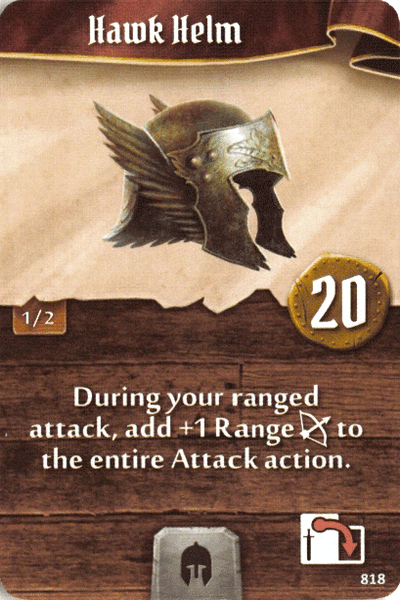 Hawk Helm
1/2
20
During your ranged
attack, add +1 Range to
the entire Attack action.
818